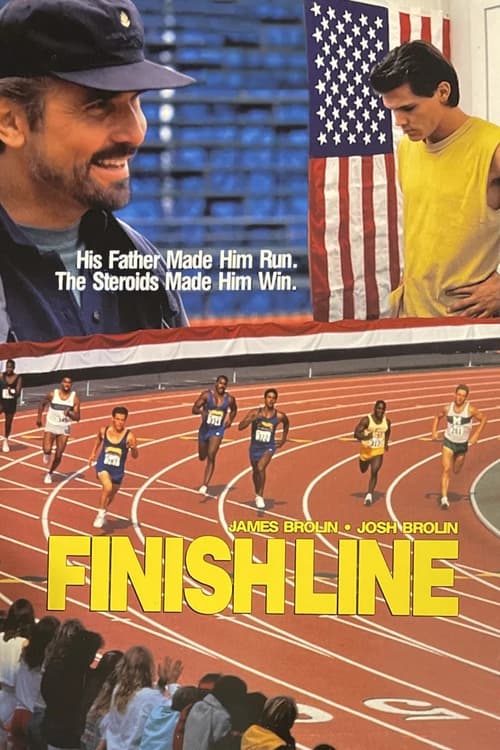 His Father Made Him Run.
The Steroids Made Him Win.
JAMES BROLIN • JOSH BROLIN
FINISH LINE